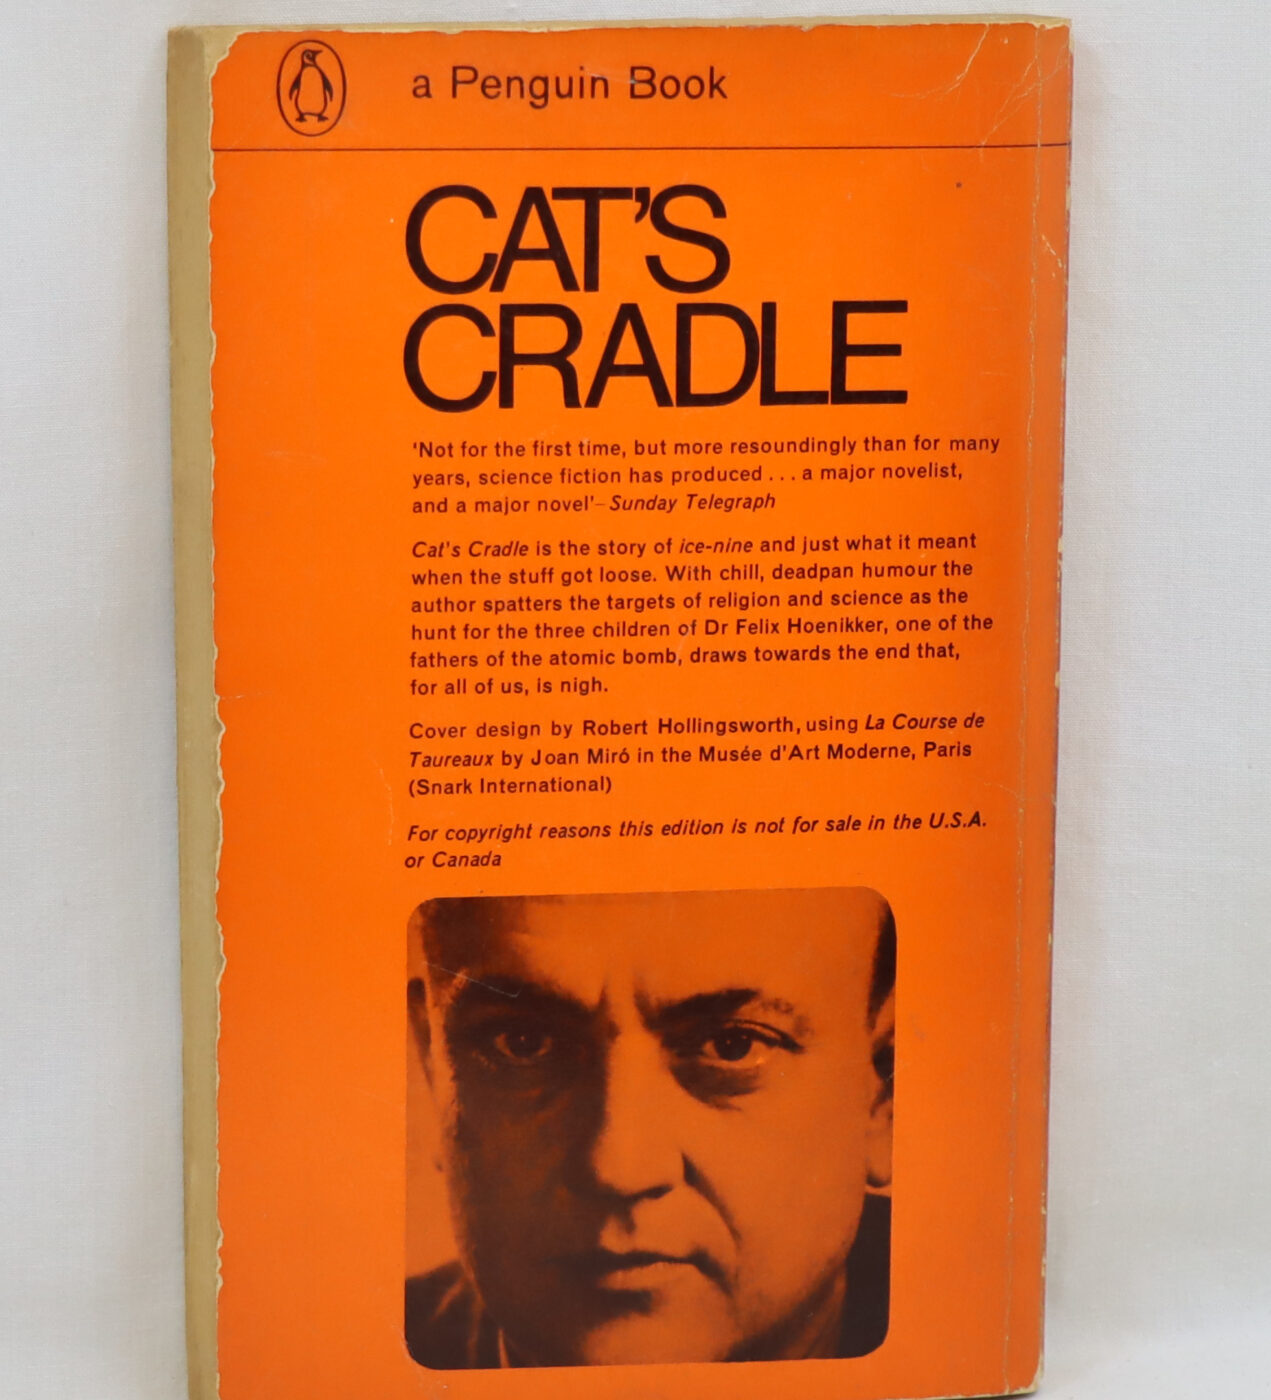 a Penguin Book
CAT'S
CRADLE
'Not for the first time, but more resoundingly than for many
years, science fiction has produced . . . a major novelist,
and a major novel'– Sunday Telegraph
Cat's Cradle is the story of ice-nine and just what it meant
when the stuff got loose. With chill, deadpan humour the
author spatters the targets of religion and science as the
hunt for the three children of Dr Felix Hoenikker, one of the
fathers of the atomic bomb, draws towards the end that,
for all of us, is nigh.
Cover design by Robert Hollingsworth, using La Course de
Taureaux by Joan Miró in the Musée d'Art Moderne, Paris
(Snark International)
For copyright reasons this edition is not for sale in the U.S.A.
or Canada